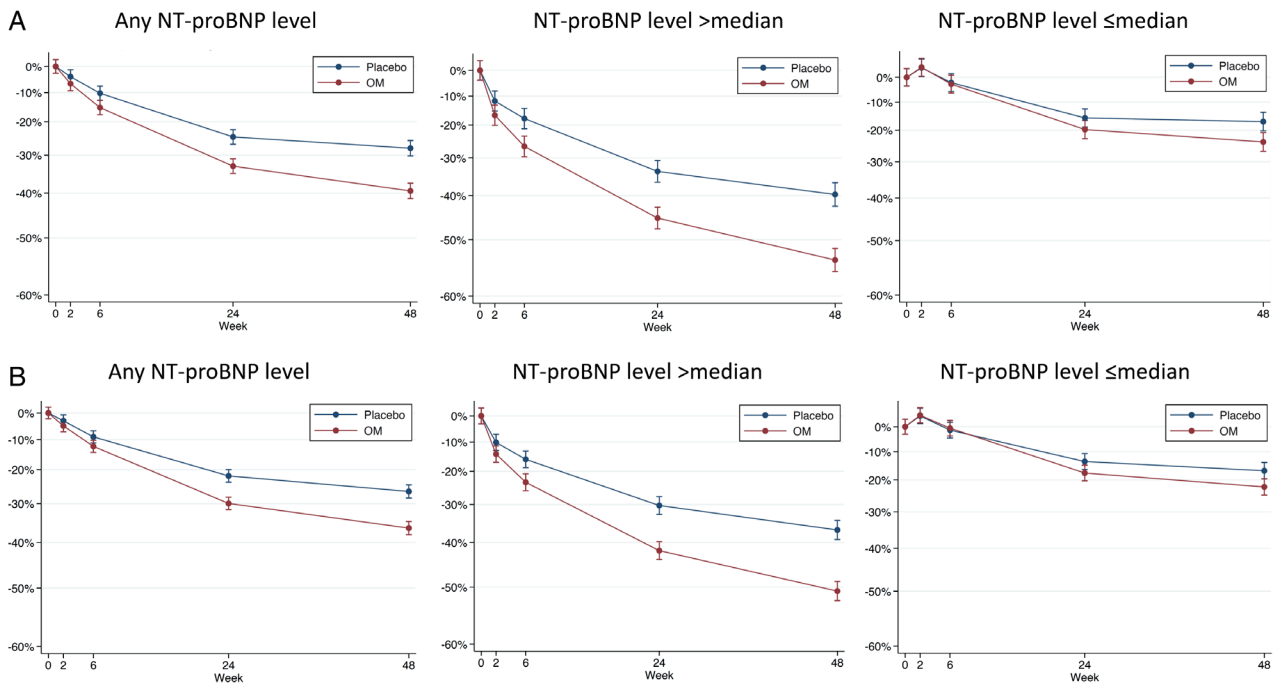 A
Any NT-proBNP level
NT-proBNP level >median
NT-proBNP level ≤median
Placebo
OM
0%
-10%
-20%
-30%
-40%
-50%
-60%
0 2 6 24 48
Week
Placebo
OM
0%
-10%
-20%
-30%
-40%
-50%
-60%
0 2 6 24 48
Week
Placebo
OM
0%
-10%
-20%
-30%
-40%
-50%
-60%
0 2 6 24 48
Week
B
Any NT-proBNP level
NT-proBNP level >median
NT-proBNP level ≤median
Placebo
OM
0%
-10%
-20%
-30%
-40%
-50%
-60%
0 2 6 24 48
Week
Placebo
OM
0%
-10%
-20%
-30%
-40%
-50%
-60%
0 2 6 24 48
Week
Placebo
OM
0%
-10%
-20%
-30%
-40%
-50%
-60%
0 2 6 24 48
Week